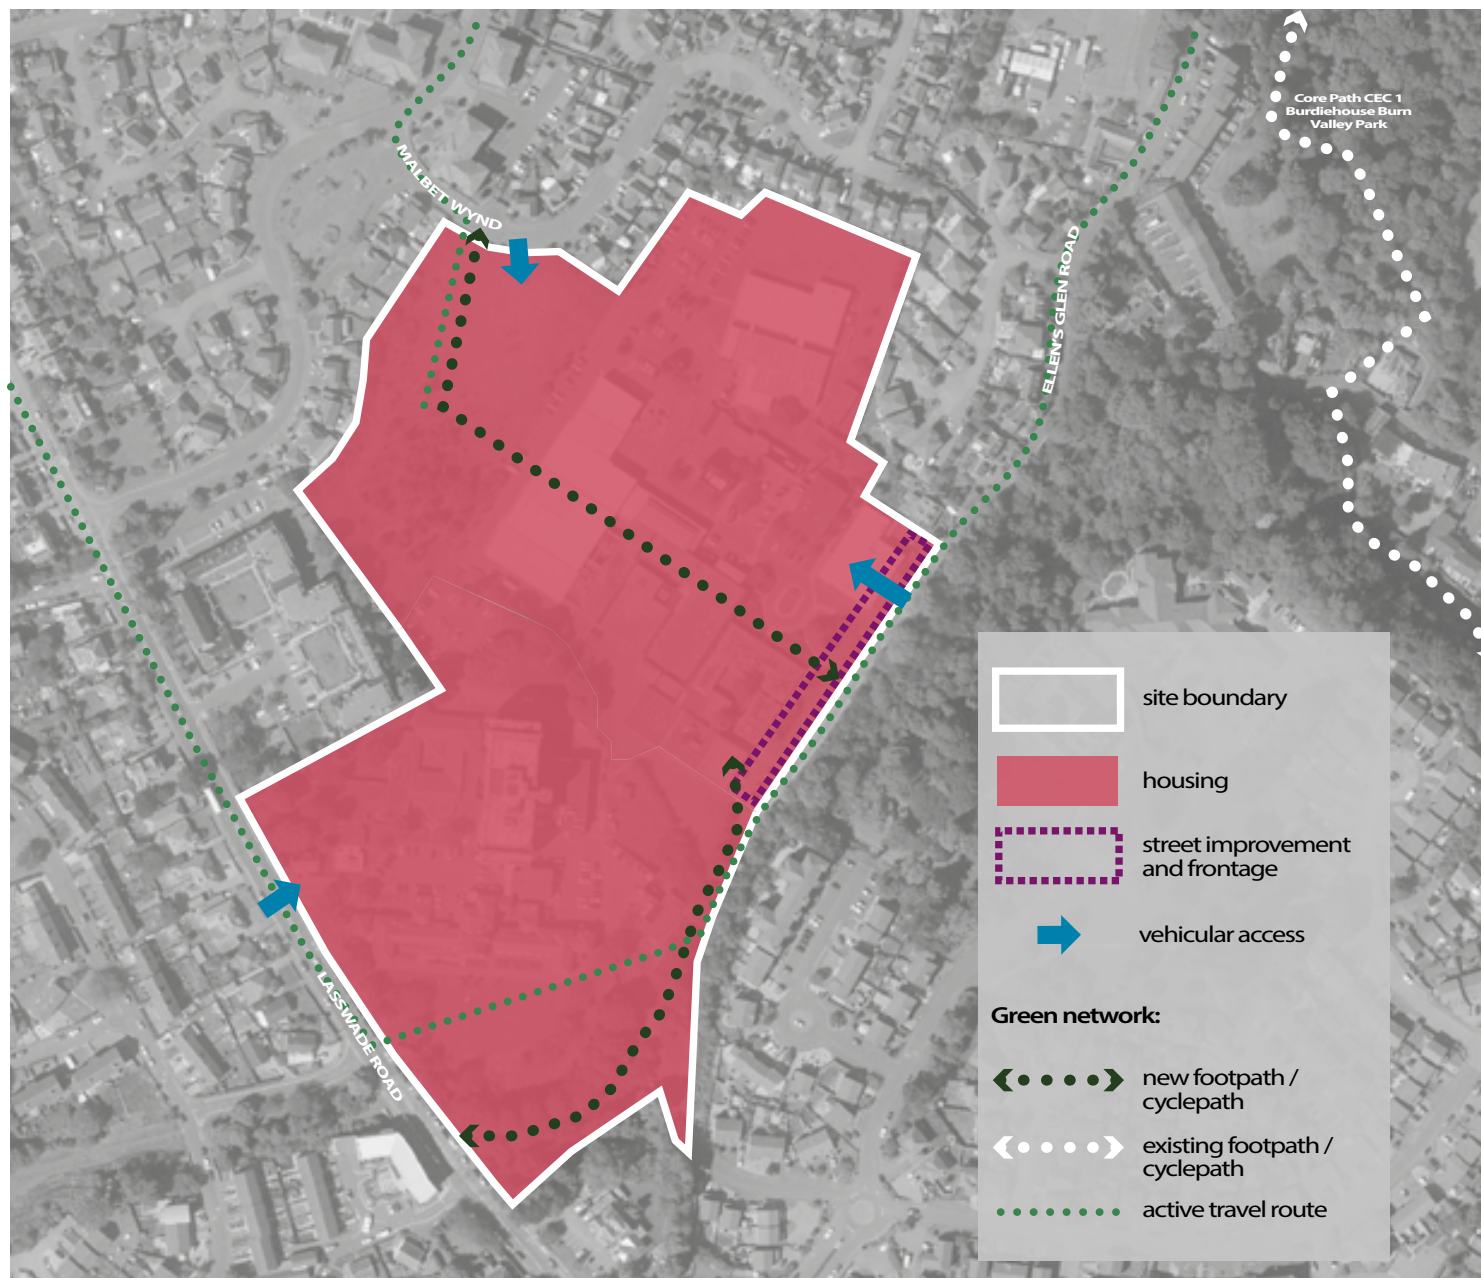 Core Path CEC 1
Burdiehouse Burn
Valley Park
MALBET WYND
ELLEN'S GLEN ROAD
LASSWADE ROAD
site boundary
housing
street improvement
and frontage
vehicular access
Green network:
new footpath /
cyclepath
existing footpath /
cyclepath
active travel route